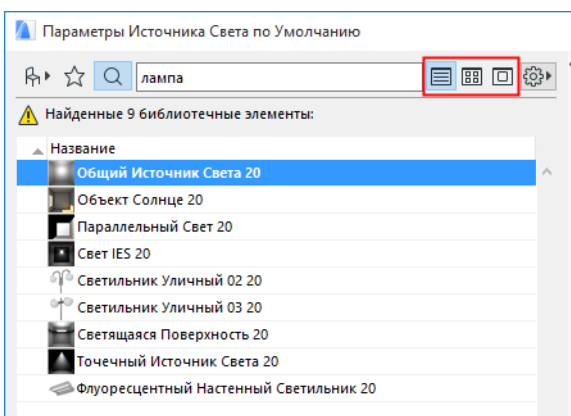 Параметры Источника Света по Умолчанию
лампа
Найденные 9 библиотечные элементы:
Название
Общий Источник Света 20
Объект Солнце 20
Параллельный Свет 20
Свет IES 20
Светильник Уличный 02 20
Светильник Уличный 03 20
Светящаяся Поверхность 20
Точечный Источник Света 20
Флуоресцентный Настенный Светильник 20